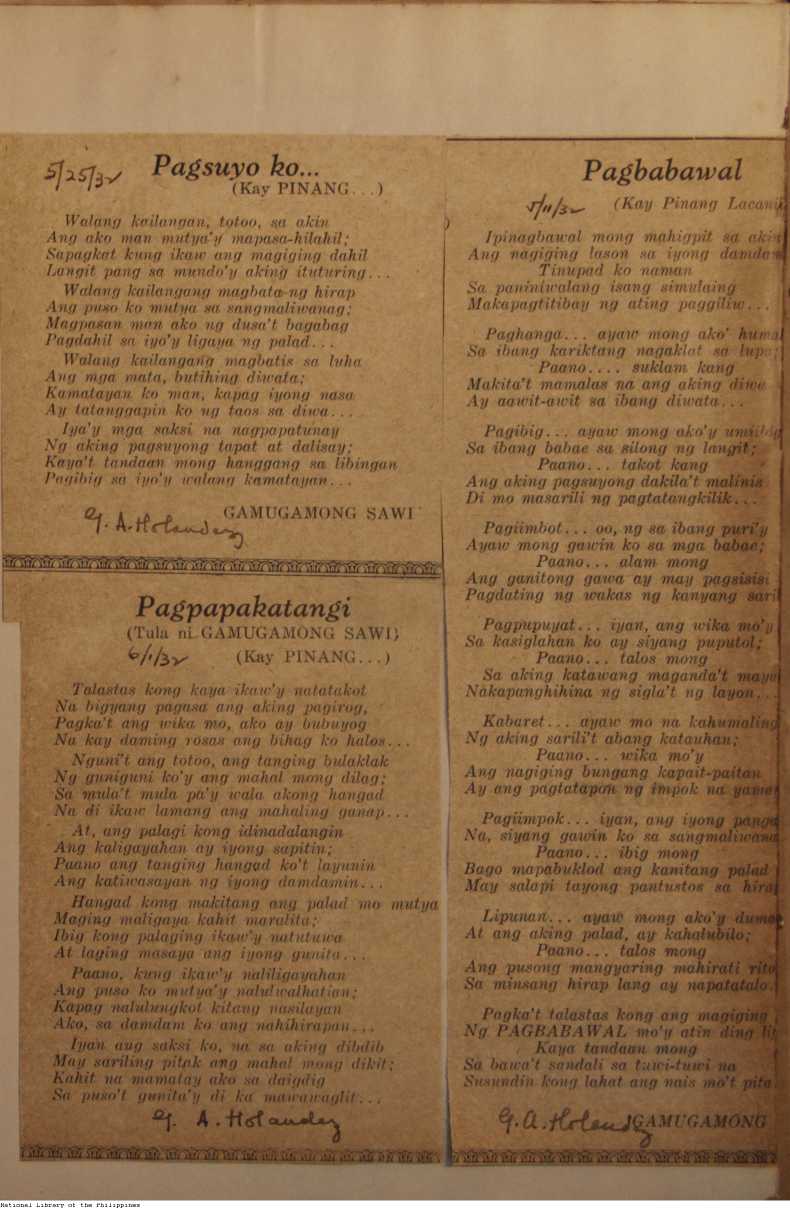 5/25/32
Pagsuyo ko...
(Kay PINANG...)
Walang kailangan, totoo, sa akin
Ang ako man mutya'y mapasa-hilahil;
Sapagkat kung ikaw ang magiging dahil
Langit pang sa mundo'y aking ituturing...
Walang kailangang magbata ng hirap
Ang puso ko mutya sa sangmaliwanag;
Magpasan man ako ng dusa't bagabag
Pagdahil sa iyo'y ligaya ng palad...
Walang kailangang magbatis sa luha
Ang mga mata, butihing diwata;
Kamatayan ko man, kapag iyong nasa
Ay tatanggapin ko ng taos sa diwa...
Iya'y mga saksi na nagpapatunay
Ng aking pagsuyong tapat at dalisay;
Kaya't tandaan mong hanggang sa libingan
Pagibig sa iyo'y walang kamatayan...
GAMUGAMONG SAWI
G. A. Holandez
Pagpapakatangi
(Tula ni GAMUGAMONG SAWI)
6/1/32
(Kay PINANG...)
Talastas kong kaya ikaw'y natatakot
Na bigyang pagasa ang aking pagirog,
Pagka't ang wika mo, ako ay bubuyog
Na kay daming rosas ang bihag ko halos...
Nguni't ang totoo, ang tanging bulaklak
Ng guniguni ko'y ang mahal mong dilag;
Sa mula't mula pa'y wala akong hangad
Na di ikaw lamang ang mahaling ganap...
At, ang palagi kong idinadalangin
Ang kaligayahan ay iyong sapitin;
Paano ang tanging hangad ko't layunin
Ang katiwasayan ng iyong damdamin...
Hangad kong makitang ang palad mo mutya
Maging maligaya kahit maralita;
Ibig kong palaging ikaw'y natutuwa
At laging masaya ang iyong gunita...
Paano, kung ikaw'y naliligayahan
Ang puso ko mutya'y naluluwalhatian;
Kapag nalulungkot kitang nasilayan
Ako, sa damdam ko ang nahihirapan...
Iyan ang saksi ko, na sa aking dibdib
May sariling pitak ang mahal mong dikit;
Kahit na mamatay ako sa daigdig
Sa puso't gunita'y di ka mawawaglit...
G. A. Holandez
Pagbabawal
5/11/32
(Kay Pinang
Ipinagbawal mong mahigpit sa
Ang nagiging lason sa iyong
Tinupad ko naman
Sa paniniwalang isang simulaing
Makapagtitibay ng ating paggiliw...
Paghanga... ayaw mong ako'
Sa ibang kariktang nagaklat sa
Paano.... suklam kang
Makita't mamalas na ang aking
Ay aawit-awit sa ibang diwata...
Pagibig... ayaw mong ako'y
Sa ibang babae sa silong ng langit;
Paano... takot kang
Ang aking pagsuyong dakila't malinis
Di mo masarili ng pagtatangkilik...
Pagiimbot... oo, ng sa ibang puri'y
Ayaw mong gawin ko sa mga babae;
Paano... alam mong
Ang ganitong gawa ay may pagsisisi
Pagdating ng wakas ng kanyang
Pagpupuyat... iyan, ang wika mo'y
Sa kasiglahan ko ay siyang puputol;
Paano... talos mong
Sa aking katawang maganda't
Nakapanghihina ng sigla't ng layon...
Kabaret... ayaw mo na
Ng aking sarili't abang katauhan;
Paano... wika mo'y
Ang nagiging bungang kapait-paitan
Ay ang pagtatapon ng impok na
Pagiimpok... iyan, ang iyong
Na, siyang gawin ko sa
Paano... ibig mong
Bago mapabuklod ang kanitang palad
May salapi tayong pantustos sa
Lipunan... ayaw mong ako'y
At ang aking palad, ay kahalubilo;
Paano... talos mong
Ang pusong mangyaring mahirati
Sa minsang hirap lang ay
Pagka't talastas kong ang magiging
Ng PAGBABAWAL mo'y atin ding
Kaya tandaan mong
Sa bawa't sandali sa tuwi-tuwi na
Susundin kong lahat ang nais mo't
G. A. Holandez
GAMUGAMONG
National Library of the Philippines